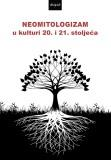 NEOMITOLOGIZAM
u kulturi 20. i 21. stoljeća